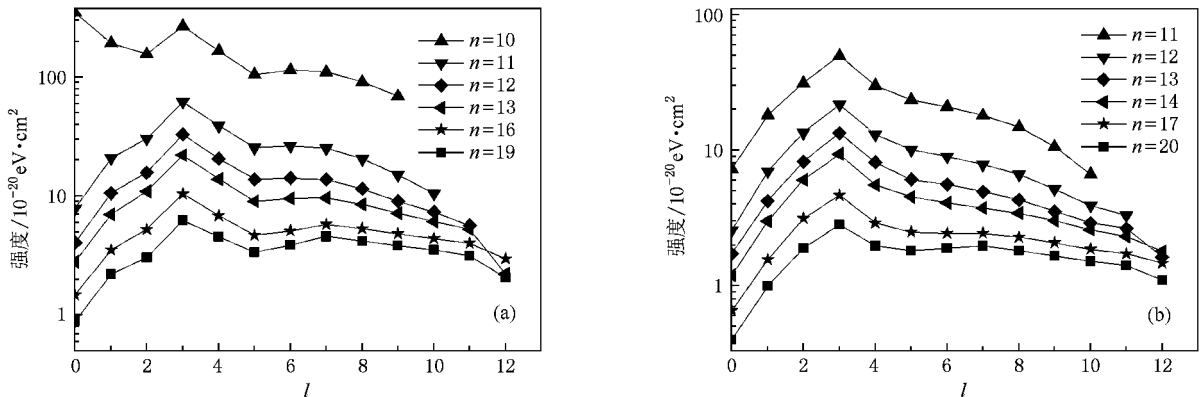 100
10
1
0
2
4
6
8
10
12
l
强度/10⁻²⁰eV·cm²
n=10
n=11
n=12
n=13
n=16
n=19
(a)
100
10
1
0
2
4
6
8
10
12
l
强度/10⁻²⁰eV·cm²
n=11
n=12
n=13
n=14
n=17
n=20
(b)